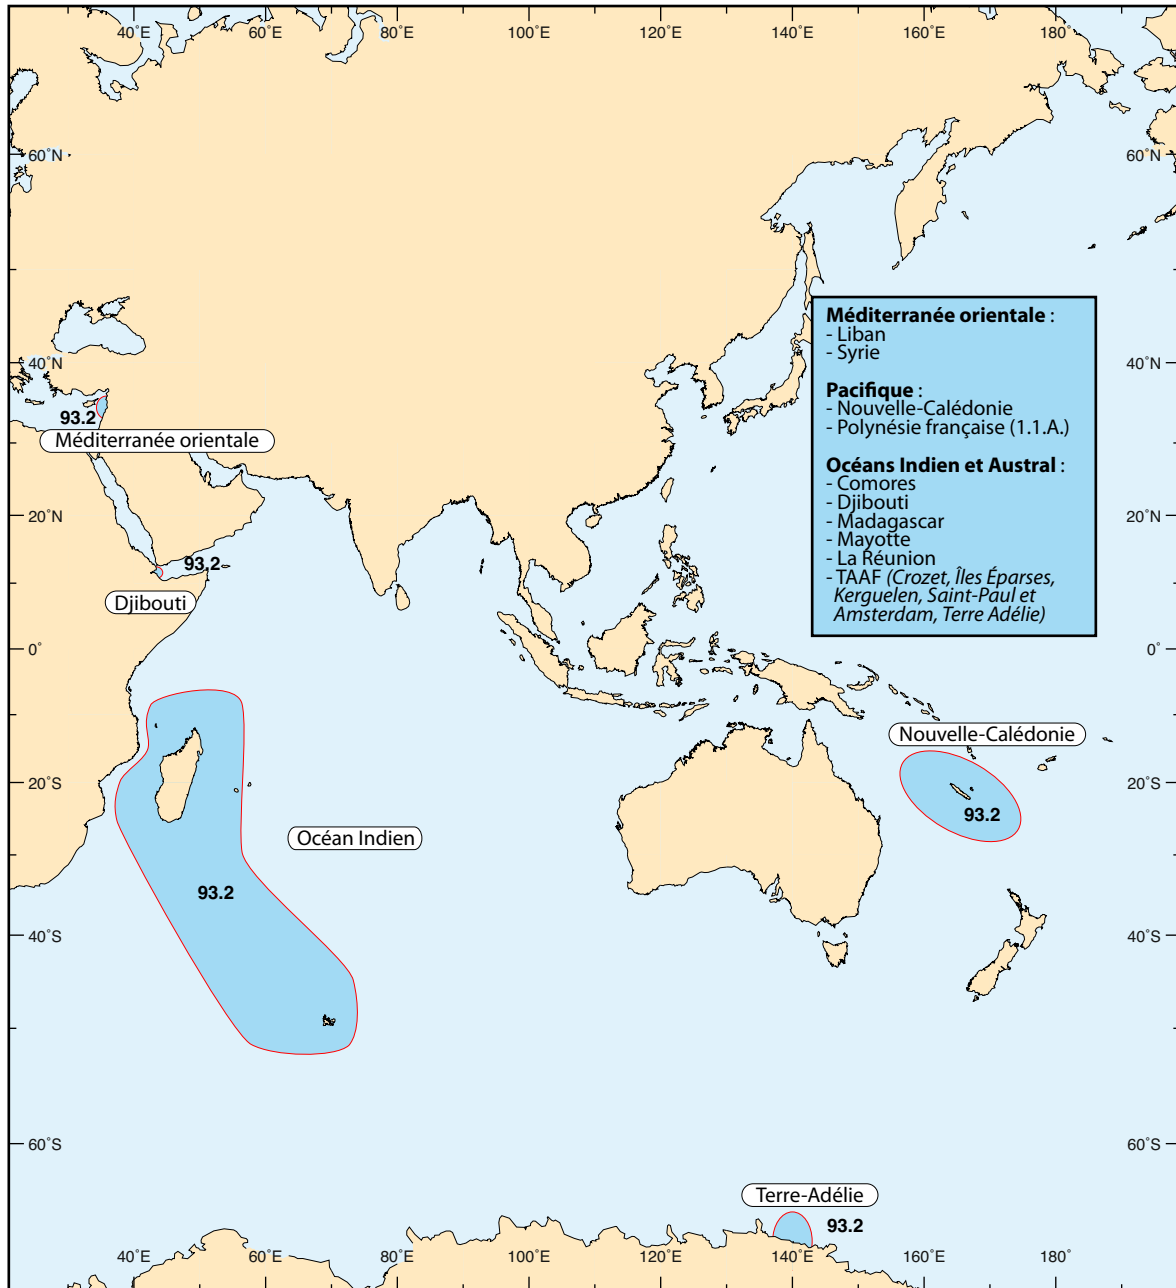 40°E 60°E 80°E 100°E 120°E 140°E 160°E 180°
60°N 60°N
Méditerranée orientale :
- Liban
- Syrie
Pacifique :
- Nouvelle-Calédonie
- Polynésie française (1.1.A.)
Océans Indien et Austral :
- Comores
- Djibouti
- Madagascar
- Mayotte
- La Réunion
- TAAF (Crozet, Îles Éparses,
Kerguelen, Saint-Paul et
Amsterdam, Terre Adélie)
40°N 40°N
93.2
Méditerranée orientale
20°N 20°N
93.2
Djibouti
0° 0°
Nouvelle-Calédonie
20°S 20°S
93.2
Océan Indien
93.2
40°S 40°S
60°S 60°S
Terre-Adélie
93.2
40°E 60°E 80°E 100°E 120°E 140°E 160°E 180°